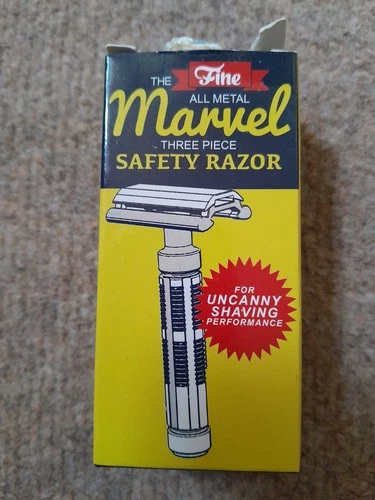 THE Fine
ALL METAL
Marvel
THREE PIECE
SAFETY RAZOR
FOR
UNCANNY
SHAVING
PERFORMANCE